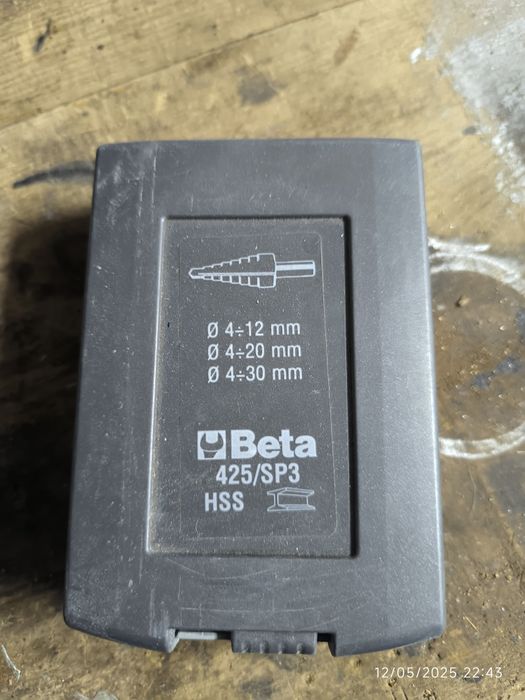 Ø 4÷12 mm
Ø 4÷20 mm
Ø 4÷30 mm
Beta
425/SP3
HSS
12/05/2025 22:43